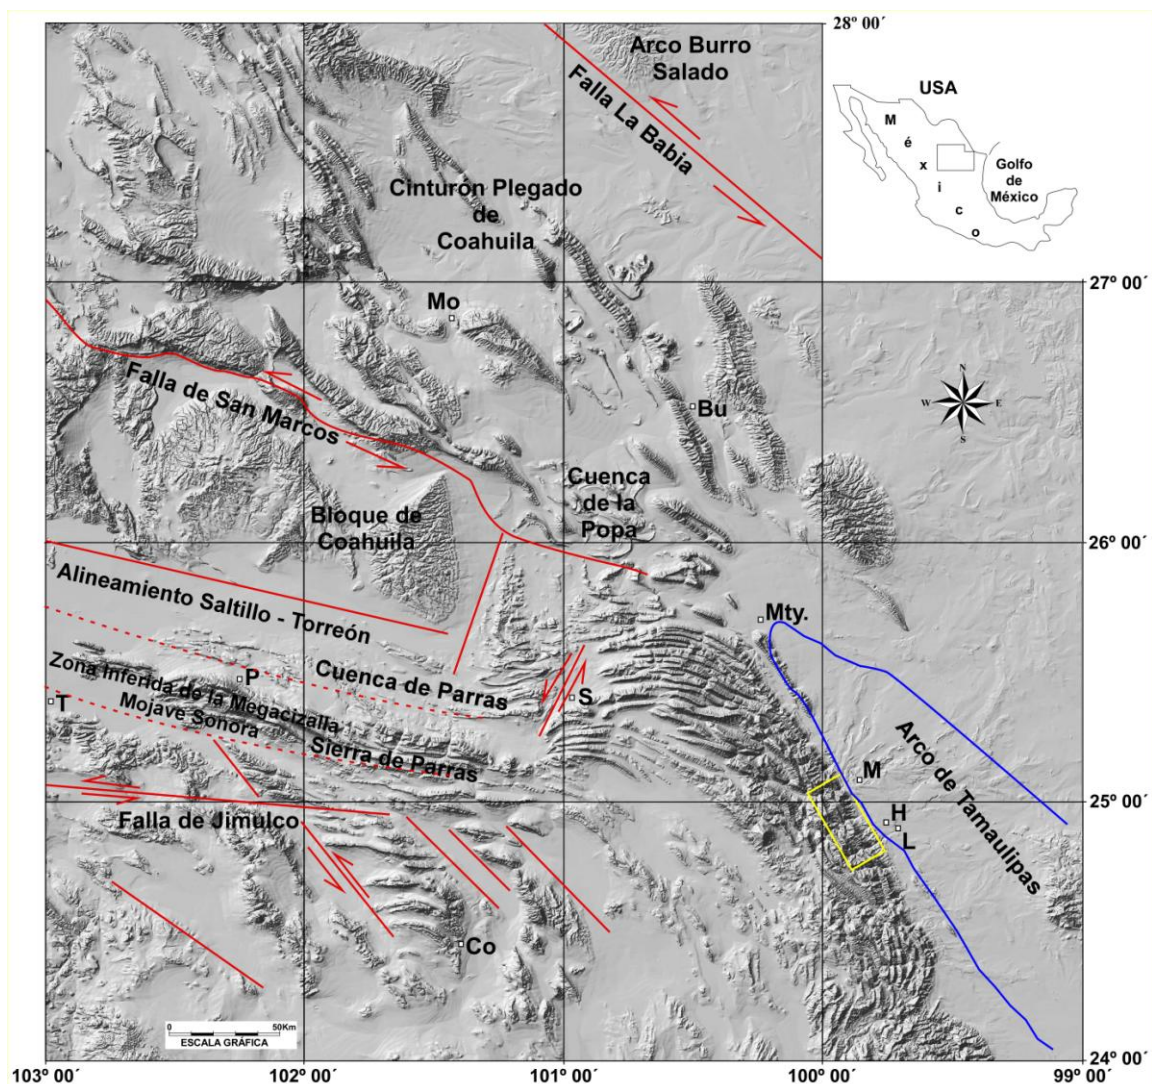 28º 00´
Arco Burro
Salado
Falla La Babia
USA
M
é
x
i
c
o
Golfo
de
México
Cinturón Plegado
de
Coahuila
27º 00´
Mo
N
W
E
S
Falla de San Marcos
Bu
Cuenca
de la
Popa
Bloque de
Coahuila
26º 00´
Alineamiento Saltillo - Torreón
Mty.
Cuenca de Parras
Zona Inferida de la Megacizalla
Mojave Sonora
P
T
S
Sierra de Parras
Arco de Tamaulipas
M
H
L
25º 00´
Falla de Jimulco
Co
0
50Km
ESCALA GRÁFICA
24º 00´
103º00´
102º 00´
101º 00´
100º 00´
99º 00´